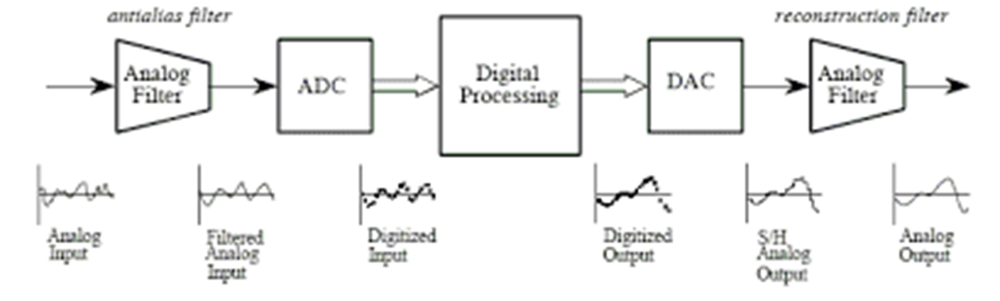 antialias filter
reconstruction filter
Analog
Filter
ADC
Digital
Processing
DAC
Analog
Filter
Analog
Input
Filtered
Analog
Input
Digitized
Input
Digitized
Output
S/H
Analog
Output
Analog
Output